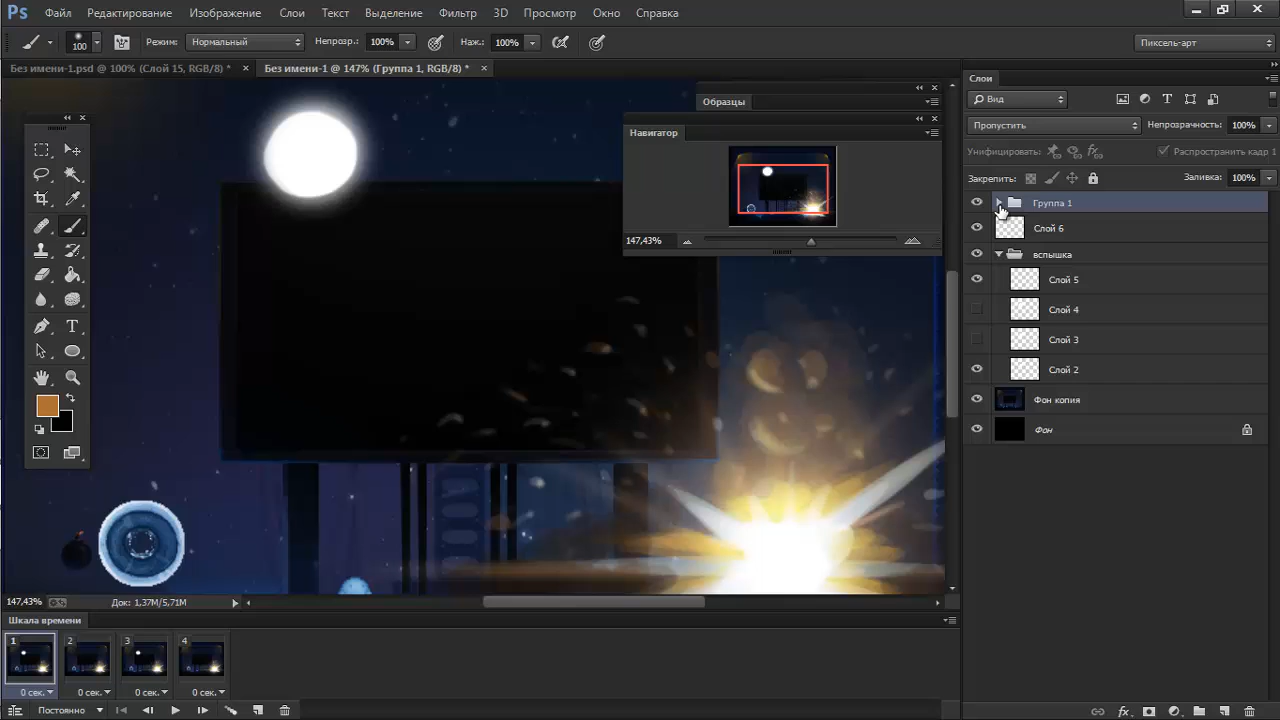 Ps Файл Редактирование Изображение Слои Текст Выделение Фильтр 3D Просмотр Окно Справка
100 Режим: Нормальный Непрозр.: 100% Наж.: 100% Пиксель-арт
Без имени-1.psd @ 100% (Слой 15, RGB/8) * × Без имени-1 @ 147% (Группа 1, RGB/8) * ×
Образцы
Навигатор
147,43%
Слои
Вид
Пропустить Непрозрачность: 100%
Унифицировать: Распространить кадр 1
Закрепить: Заливка: 100%
Группа 1
Слой 6
вспышка
Слой 5
Слой 4
Слой 3
Слой 2
Фон копия
Фон
147,43% Док: 1,37M/5,71M
Шкала времени
1 2 3 4
0 сек. 0 сек. 0 сек. 0 сек.
Постоянно
fx